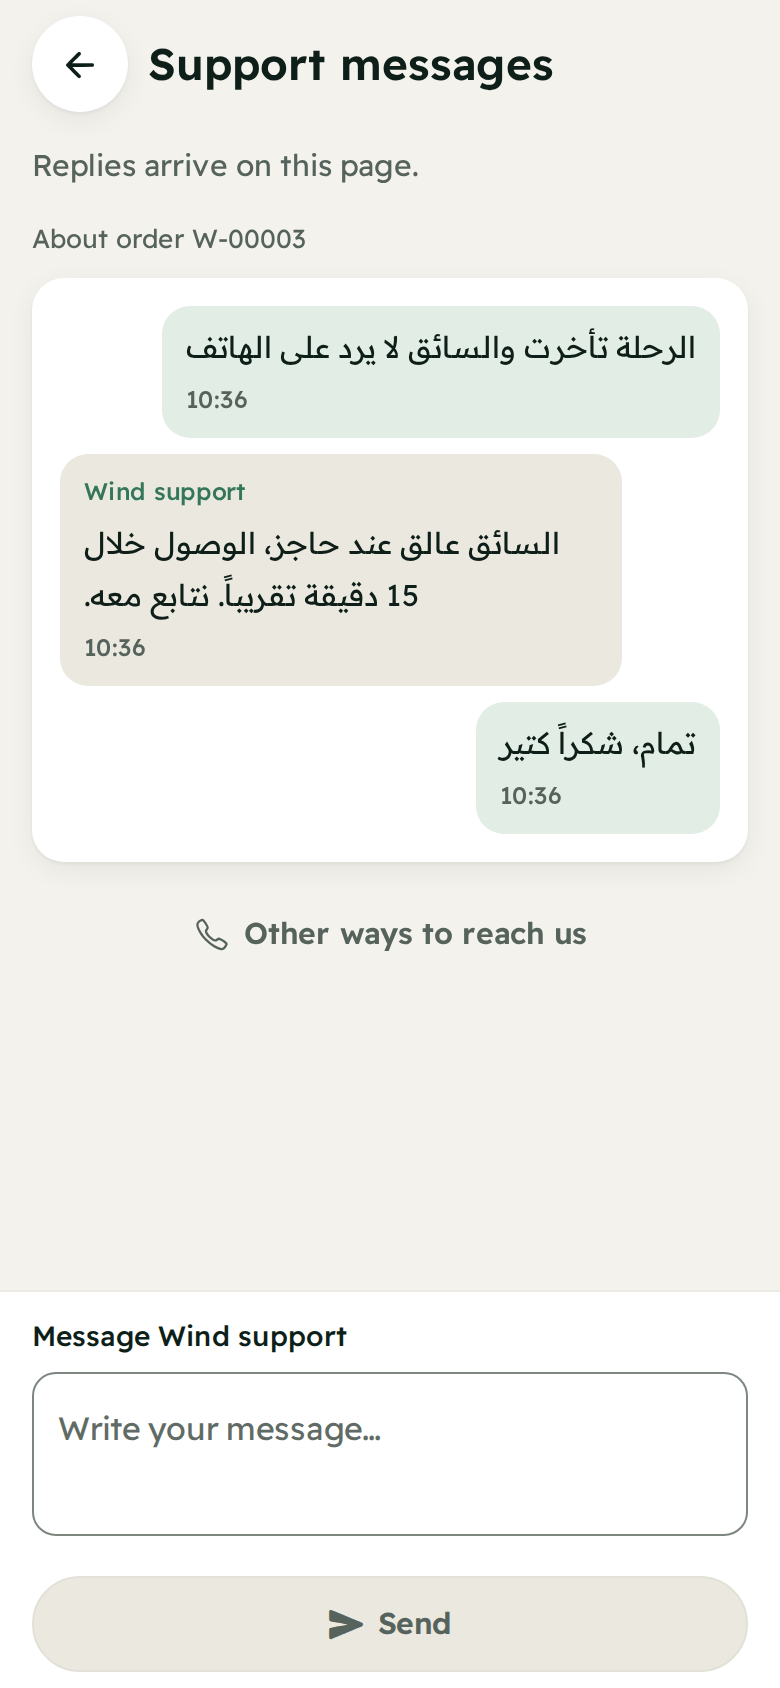 Support messages
Replies arrive on this page.
About order W-00003
الرحلة تأخرت والسائق لا يرد على الهاتف
10:36
Wind support
السائق عالق عند حاجز، الوصول خلال
15 دقيقة تقريباً. نتابع معه.
10:36
تمام، شكراً كتير
10:36
Other ways to reach us
Message Wind support
Write your message...
Send